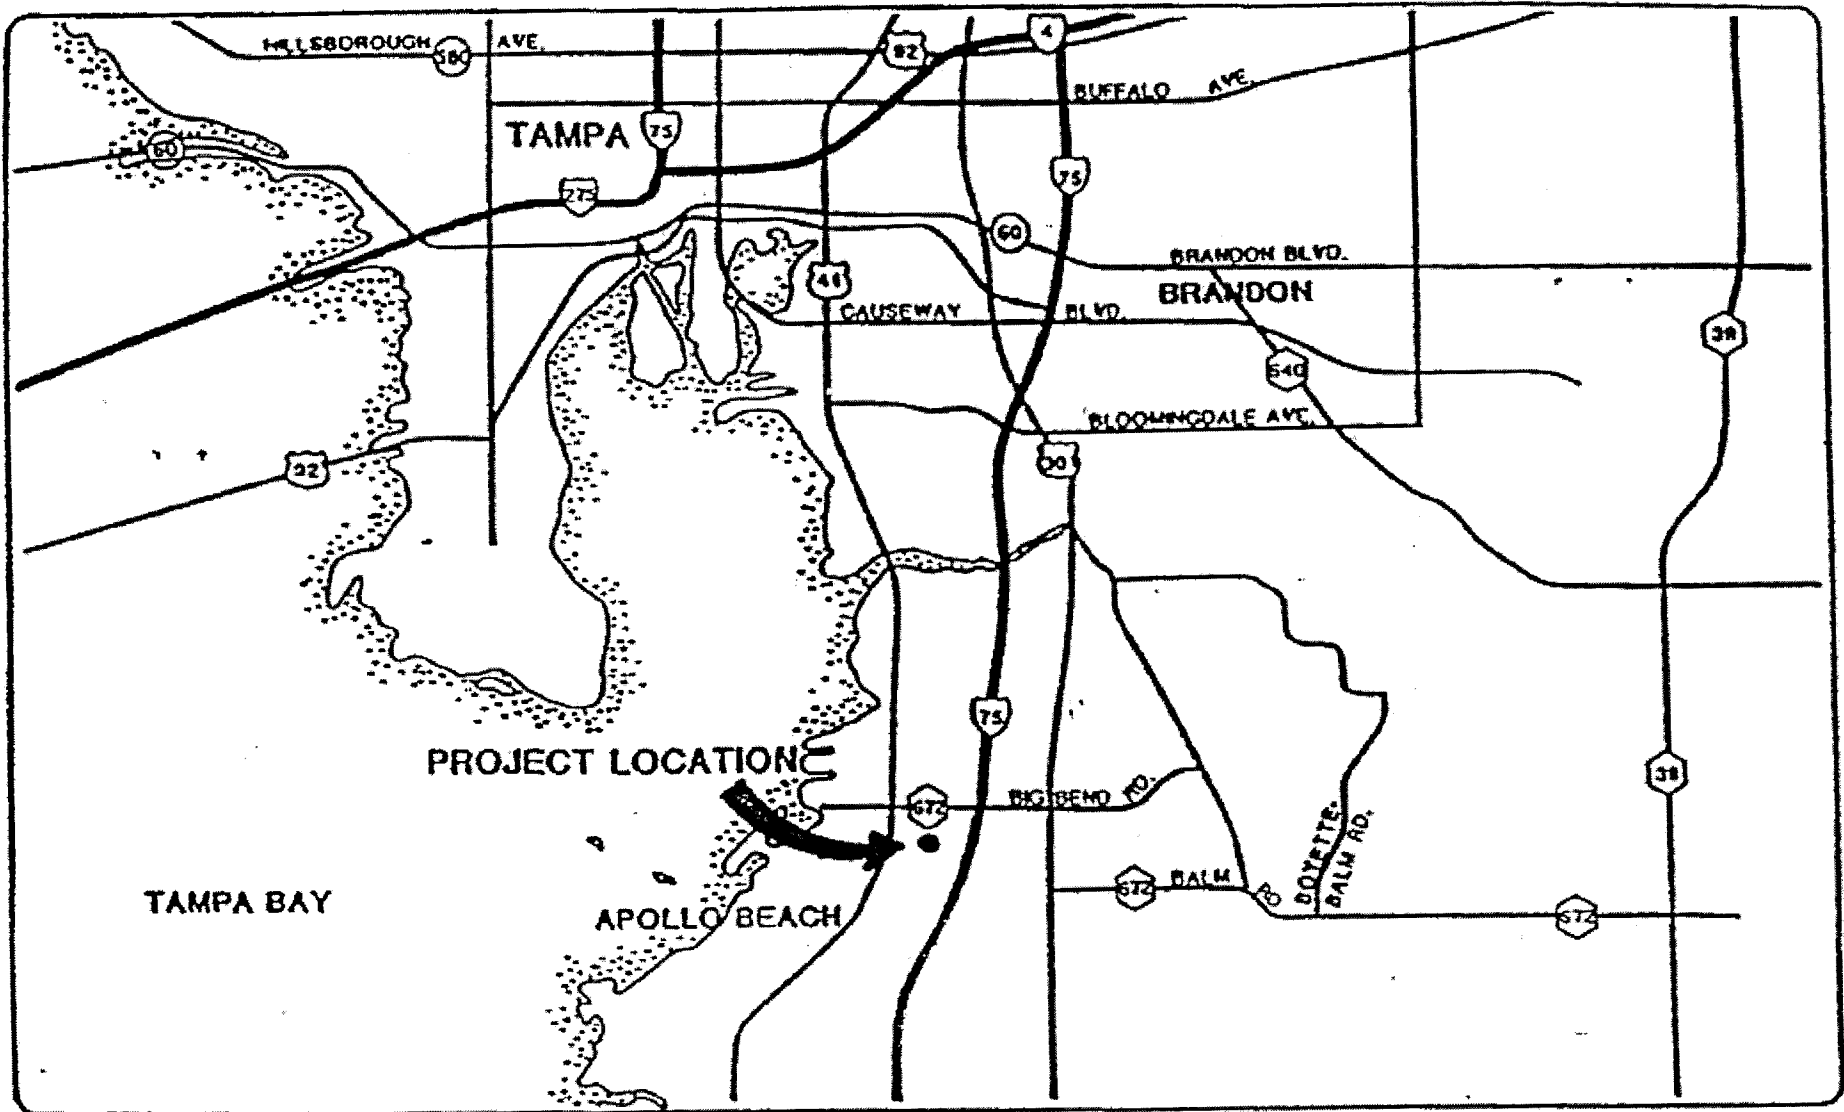 HILLSBOROUGH
580
AVE.
92
4
BUFFALO AVE.
TAMPA
75
60
75
275
60
BRANDON BLVD.
BRANDON
41
CAUSEWAY BLVD.
39
640
BLOOMINGDALE AVE.
92
75
PROJECT LOCATION
39
672
BIG BEND RD.
BOYETTE-
BALM RD.
672
BALM RD
TAMPA BAY
APOLLO BEACH
672